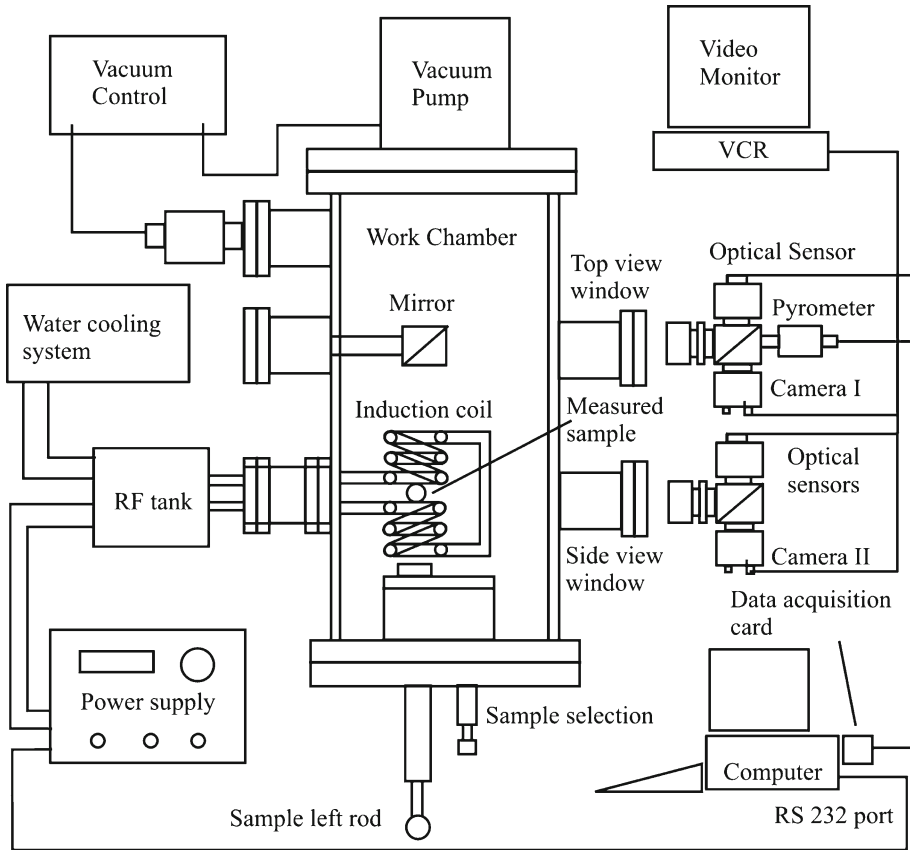 Vacuum
Control
Vacuum
Pump
Video
Monitor
VCR
Work Chamber
Top view
window
Optical Sensor
Pyrometer
Mirror
Water cooling
system
Camera I
Induction coil
Measured
sample
RF tank
Optical
sensors
Side view
window
Camera II
Data acquisition
card
Power supply
Sample selection
Computer
Sample left rod
RS 232 port